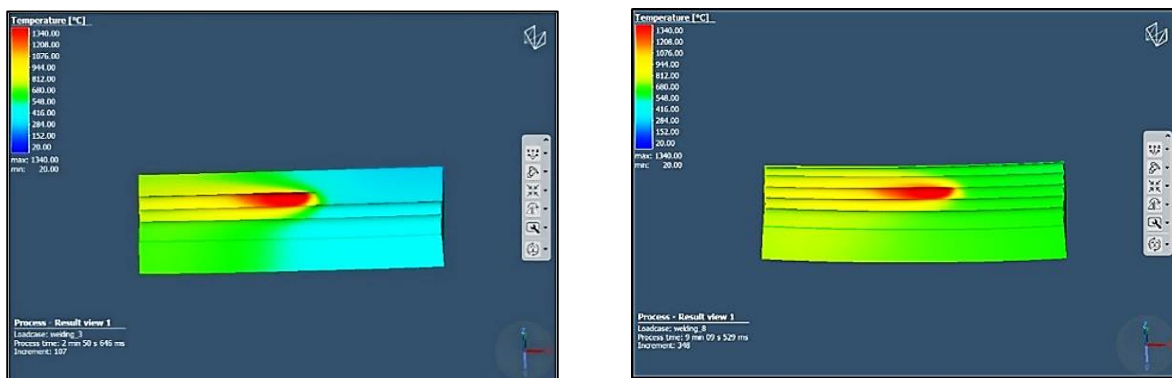 Temperature [°C]
1340.00
1208.00
1076.00
944.00
812.00
680.00
548.00
416.00
284.00
152.00
20.00
max: 1340.00
min: 20.00
Process - Result view 1
Loadcase: welding_3
Process time: 2 mn 50 s 646 ms
Increment: 107
Temperature [°C]
1340.00
1208.00
1076.00
944.00
812.00
680.00
548.00
416.00
284.00
152.00
20.00
max: 1340.00
min: 20.00
Process - Result view 1
Loadcase: welding_8
Process time: 9 mn 09 s 529 ms
Increment: 348